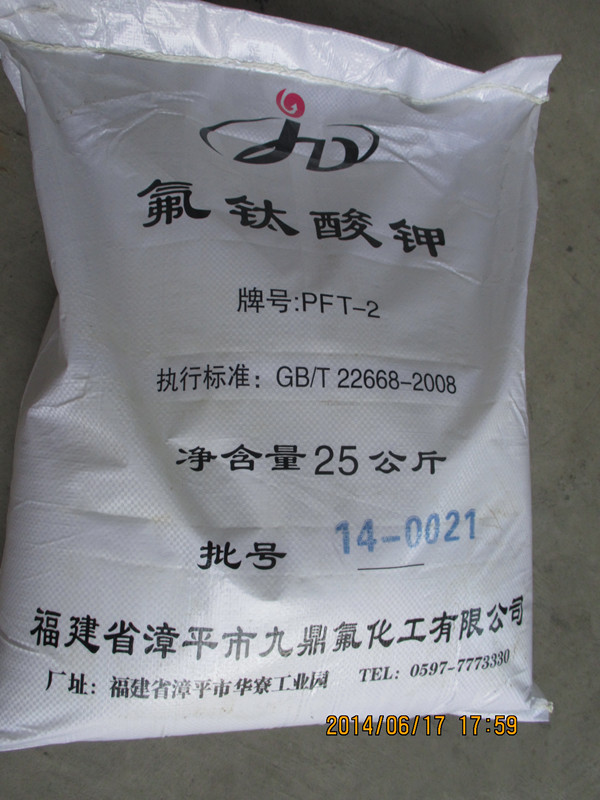 氟钛酸钾
牌号:PFT-2
执行标准：GB/T 22668-2008
净含量25公斤
批号 14-0021
福建省漳平市九鼎氟化工有限公司
厂址：福建省漳平市华寮工业园 TEL：0597-7773330
2014/06/17 17:59